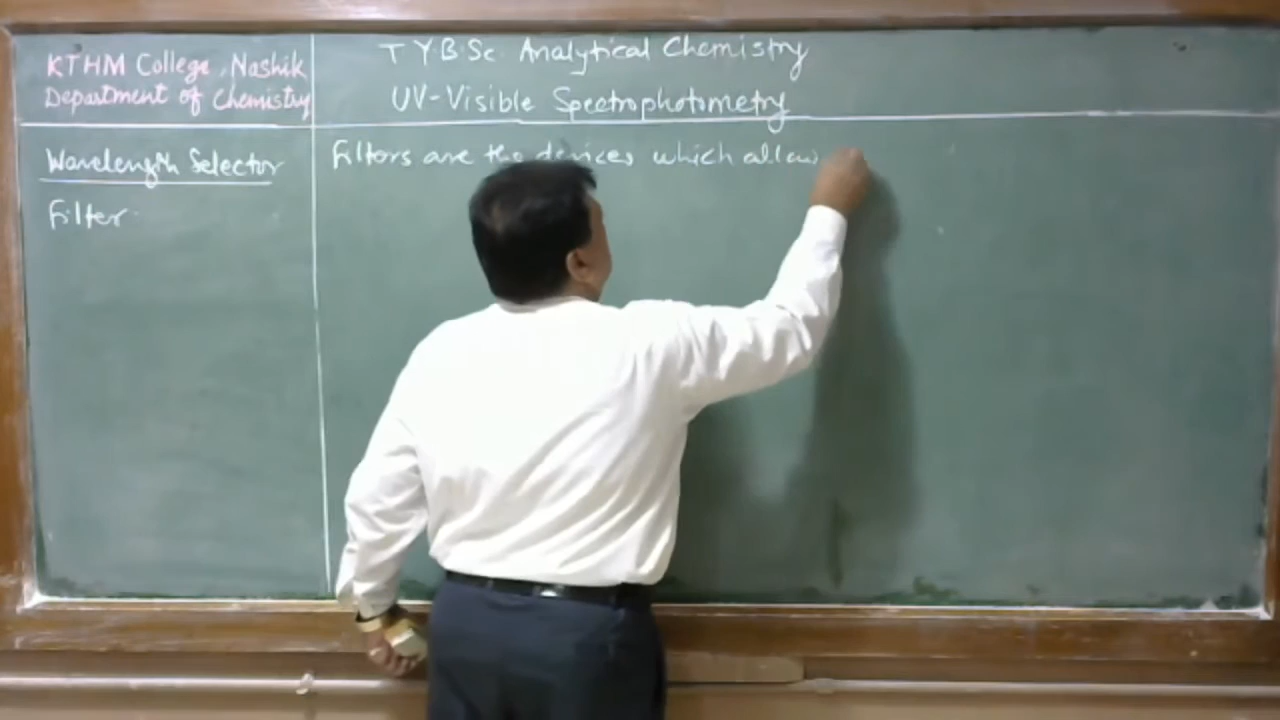 KTHM College, Nashik
Department of Chemistry
T Y B.Sc. Analytical Chemistry
UV-Visible Spectrophotometry
Wavelength Selector
Filter
Filters are the devices which allow